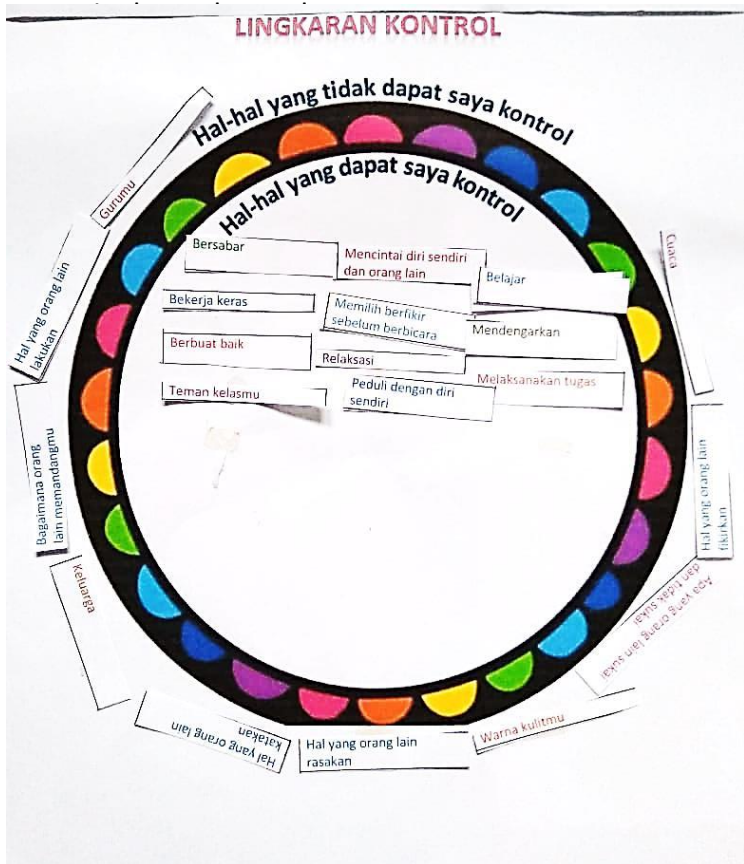 LINGKARAN KONTROL
Hal-hal yang tidak dapat saya kontrol
Hal-hal yang dapat saya kontrol
Bersabar
Mencintai diri sendiri
dan orang lain
Belajar
Bekerja keras
Memilih berfikir
sebelum berbicara
Mendengarkan
Berbuat baik
Relaksasi
Melaksanakan tugas
Teman kelasmu
Peduli dengan diri
sendiri
Gurumu
Hal yang orang lain
lakukan
Bagaimana orang
lain memandangmu
Keluarga
Hal yang orang lain
katakan
Hal yang orang lain
rasakan
Warna kulitmu
Apa yang orang lain sukai
dan tidak sukai
Hal yang orang lain
fikirkan
Cuaca